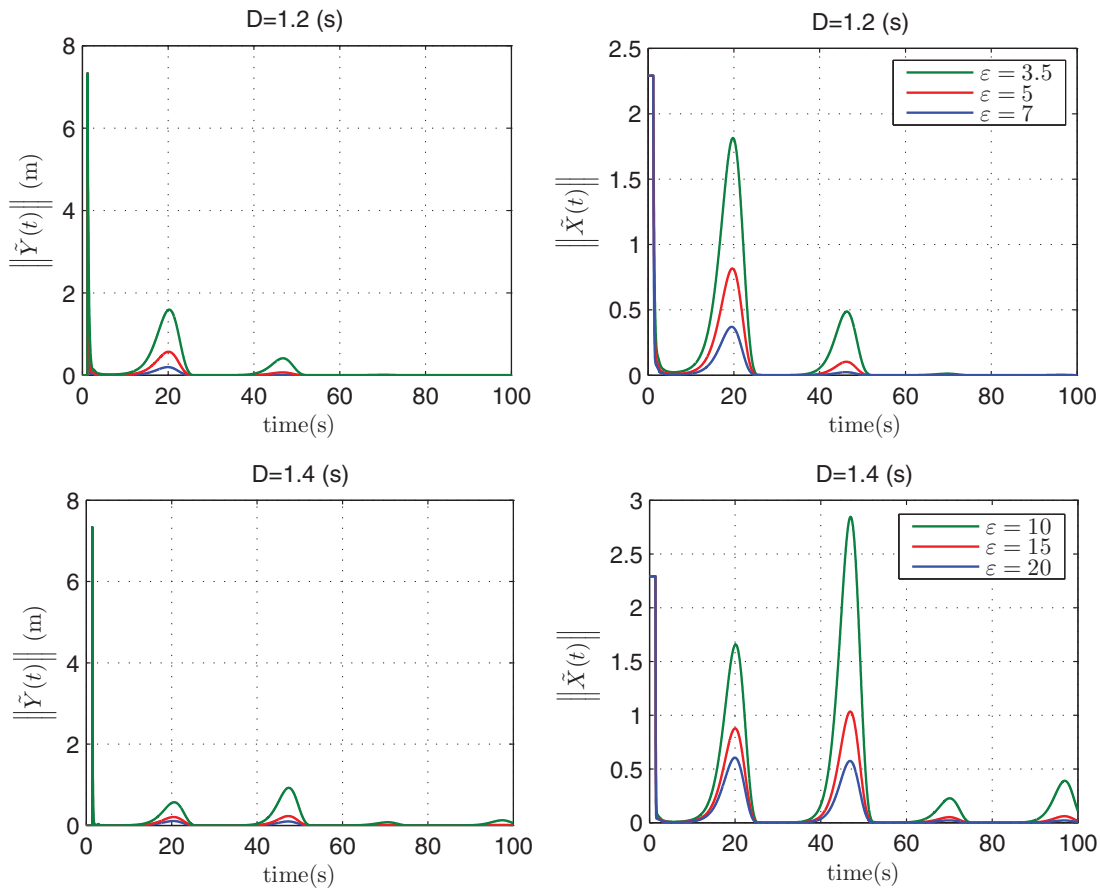 D=1.2 (s)
8
6
4
2
0
0 20 40 60 80 100
||Ỹ(t)|| (m)
time(s)
D=1.2 (s)
2.5
2
1.5
1
0.5
0
0 20 40 60 80 100
||X̃(t)||
time(s)
ε = 3.5
ε = 5
ε = 7
D=1.4 (s)
8
6
4
2
0
0 20 40 60 80 100
||Ỹ(t)|| (m)
time(s)
D=1.4 (s)
3
2.5
2
1.5
1
0.5
0
0 20 40 60 80 100
||X̃(t)||
time(s)
ε = 10
ε = 15
ε = 20